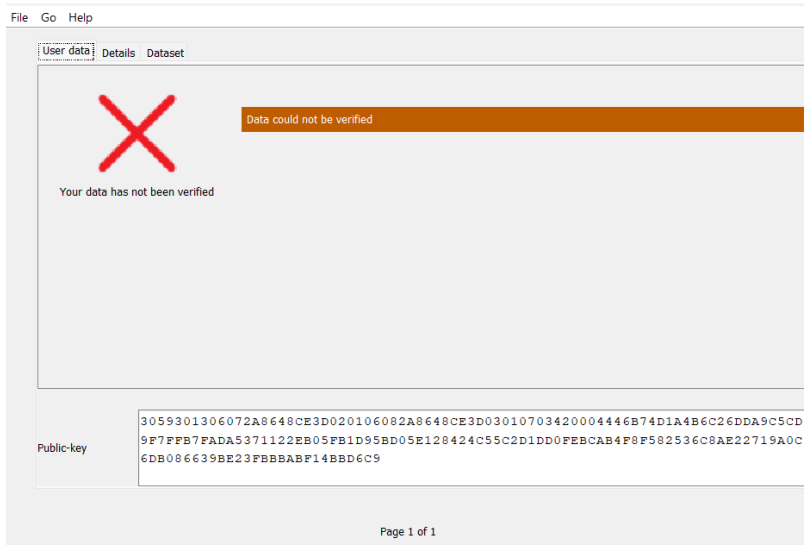 File Go Help
User data Details Dataset
Data could not be verified
Your data has not been verified
3059301306072A8648CE3D020106082A8648CE3D03010703420004446B74D1A4B6C26DDA9C5CD
9F7FFB7FADA5371122EB05FB1D95BD05E128424C55C2D1DD0FEBCAB4F8F582536C8AE22719A0C
Public-key
6DB086639BE23FBBBABF14BBD6C9
Page 1 of 1